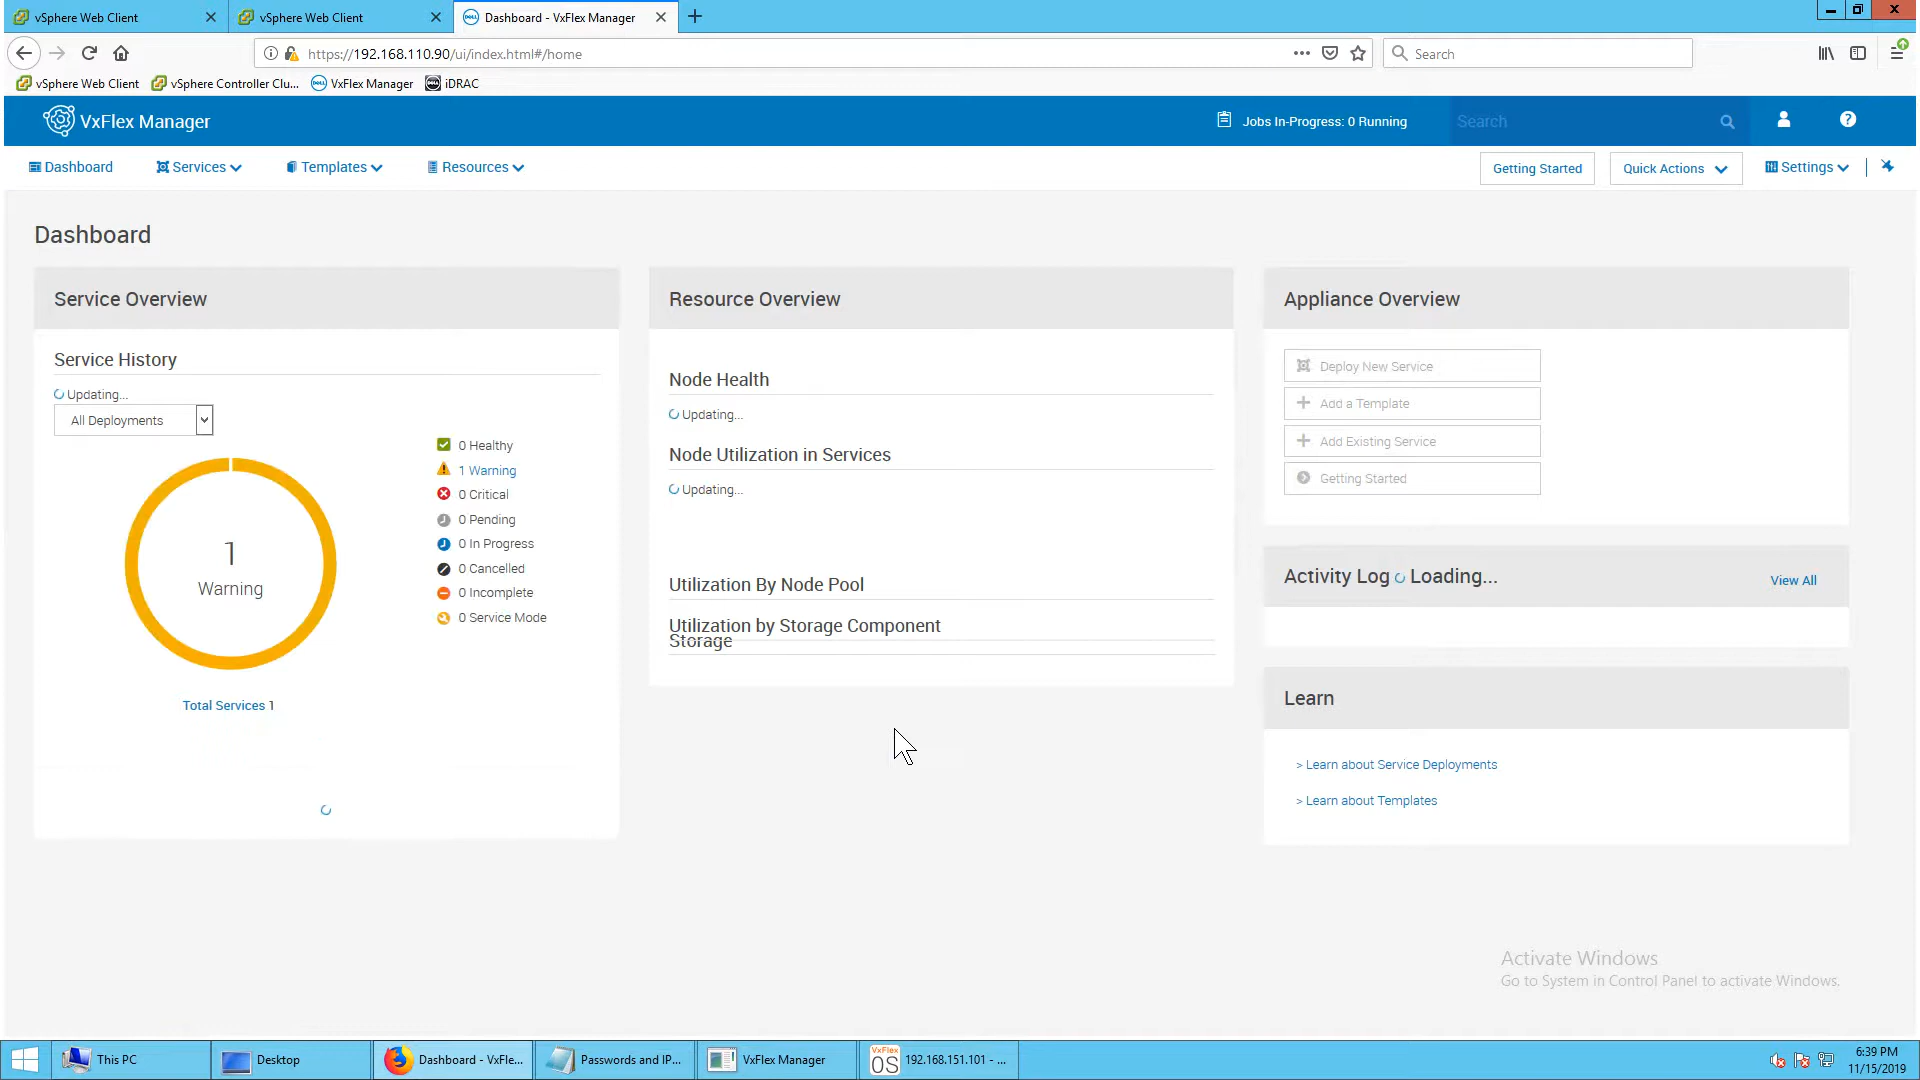 vSphere Web Client
vSphere Web Client
Dashboard - VxFlex Manager
https://192.168.110.90/ui/index.html#/home
Search
vSphere Web Client
vSphere Controller Clu...
VxFlex Manager
iDRAC
VxFlex Manager
Jobs In-Progress: 0 Running
Search
Dashboard
Services
Templates
Resources
Getting Started
Quick Actions
Settings
Dashboard
Service Overview
Service History
Updating...
All Deployments
1
Warning
0 Healthy
1 Warning
0 Critical
0 Pending
0 In Progress
0 Cancelled
0 Incomplete
0 Service Mode
Total Services 1
Resource Overview
Node Health
Updating...
Node Utilization in Services
Updating...
Utilization By Node Pool
Utilization by Storage Component
Storage
Appliance Overview
Deploy New Service
Add a Template
Add Existing Service
Getting Started
Activity Log Loading...
View All
Learn
> Learn about Service Deployments
> Learn about Templates
Activate Windows
Go to System in Control Panel to activate Windows.
This PC
Desktop
Dashboard - VxFle...
Passwords and IP...
VxFlex Manager
VxFlex
OS
192.168.151.101 - ...
6:39 PM
11/15/2019